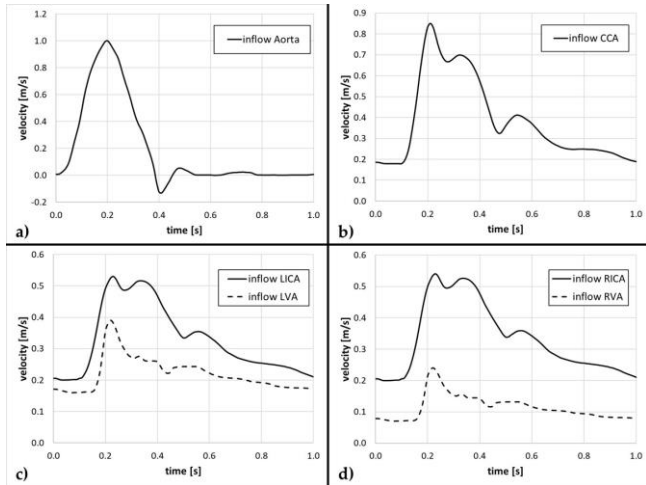 velocity [m/s]
1.2
1.0
0.8
0.6
0.4
0.2
0.0
-0.2
inflow Aorta
0.0 0.2 0.4 0.6 0.8 1.0
time [s]
a)
velocity [m/s]
0.9
0.8
0.7
0.6
0.5
0.4
0.3
0.2
0.1
0.0
inflow CCA
0.0 0.2 0.4 0.6 0.8 1.0
time [s]
b)
velocity [m/s]
0.6
0.5
0.4
0.3
0.2
0.1
0.0
inflow LICA
inflow LVA
0.0 0.2 0.4 0.6 0.8 1.0
time [s]
c)
velocity [m/s]
0.6
0.5
0.4
0.3
0.2
0.1
0.0
inflow RICA
inflow RVA
0.0 0.2 0.4 0.6 0.8 1.0
time [s]
d)